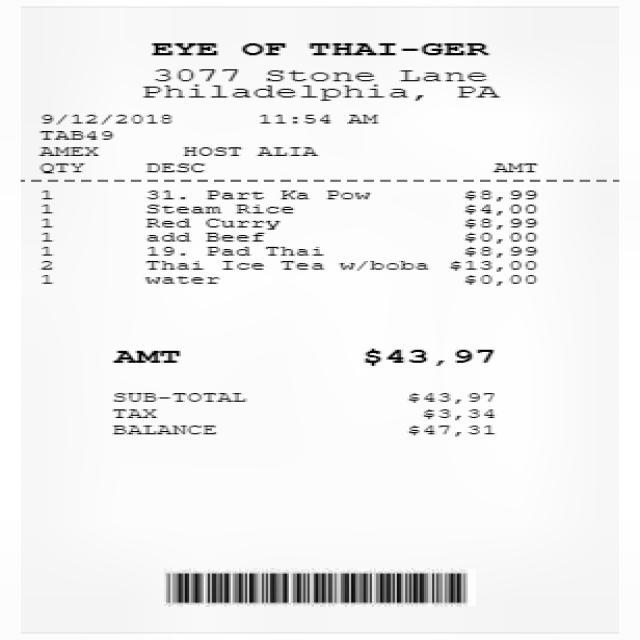 EYE OF THAI-GER
3077 Stone Lane
Philadelphia, PA
9/12/2018 11:54 AM
TAB49
AMEX HOST ALIA
QTY DESC AMT
1 31. Part Ka Pow $8,99
1 Steam Rice $4,00
1 Red Curry $8,99
1 add Beef $0,00
1 19. Pad Thai $8,99
2 Thai Ice Tea w/boba $13,00
1 water $0,00
AMT $43,97
SUB-TOTAL $43,97
TAX $3,34
BALANCE $47,31